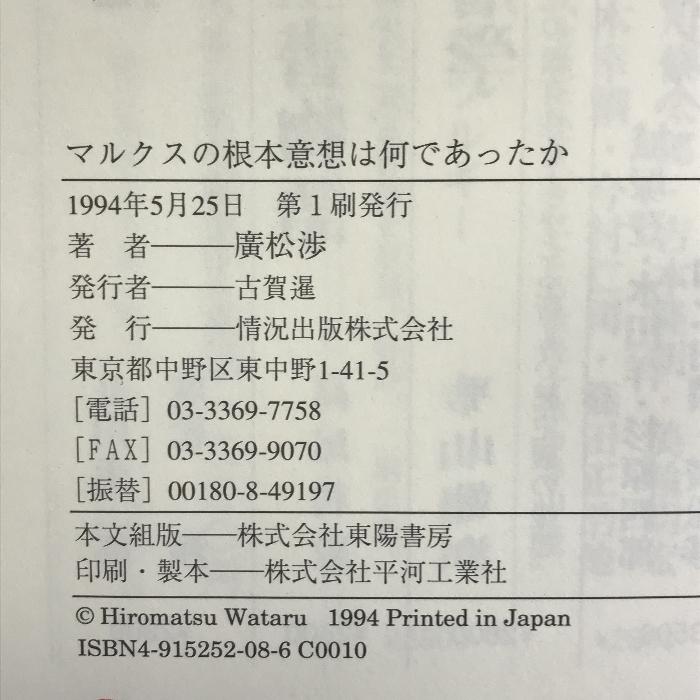 マルクスの根本意想は何であったか
1994年5月25日　第1刷発行
著　者―――廣松渉
発行者―――古賀暹
発　行―――情況出版株式会社
東京都中野区東中野1-41-5
［電話］03-3369-7758
［FAX］03-3369-9070
［振替］00180-8-49197
本文組版――株式会社東陽書房
印刷・製本――株式会社平河工業社
© Hiromatsu Wataru 1994 Printed in Japan
ISBN4-915252-08-6 C0010